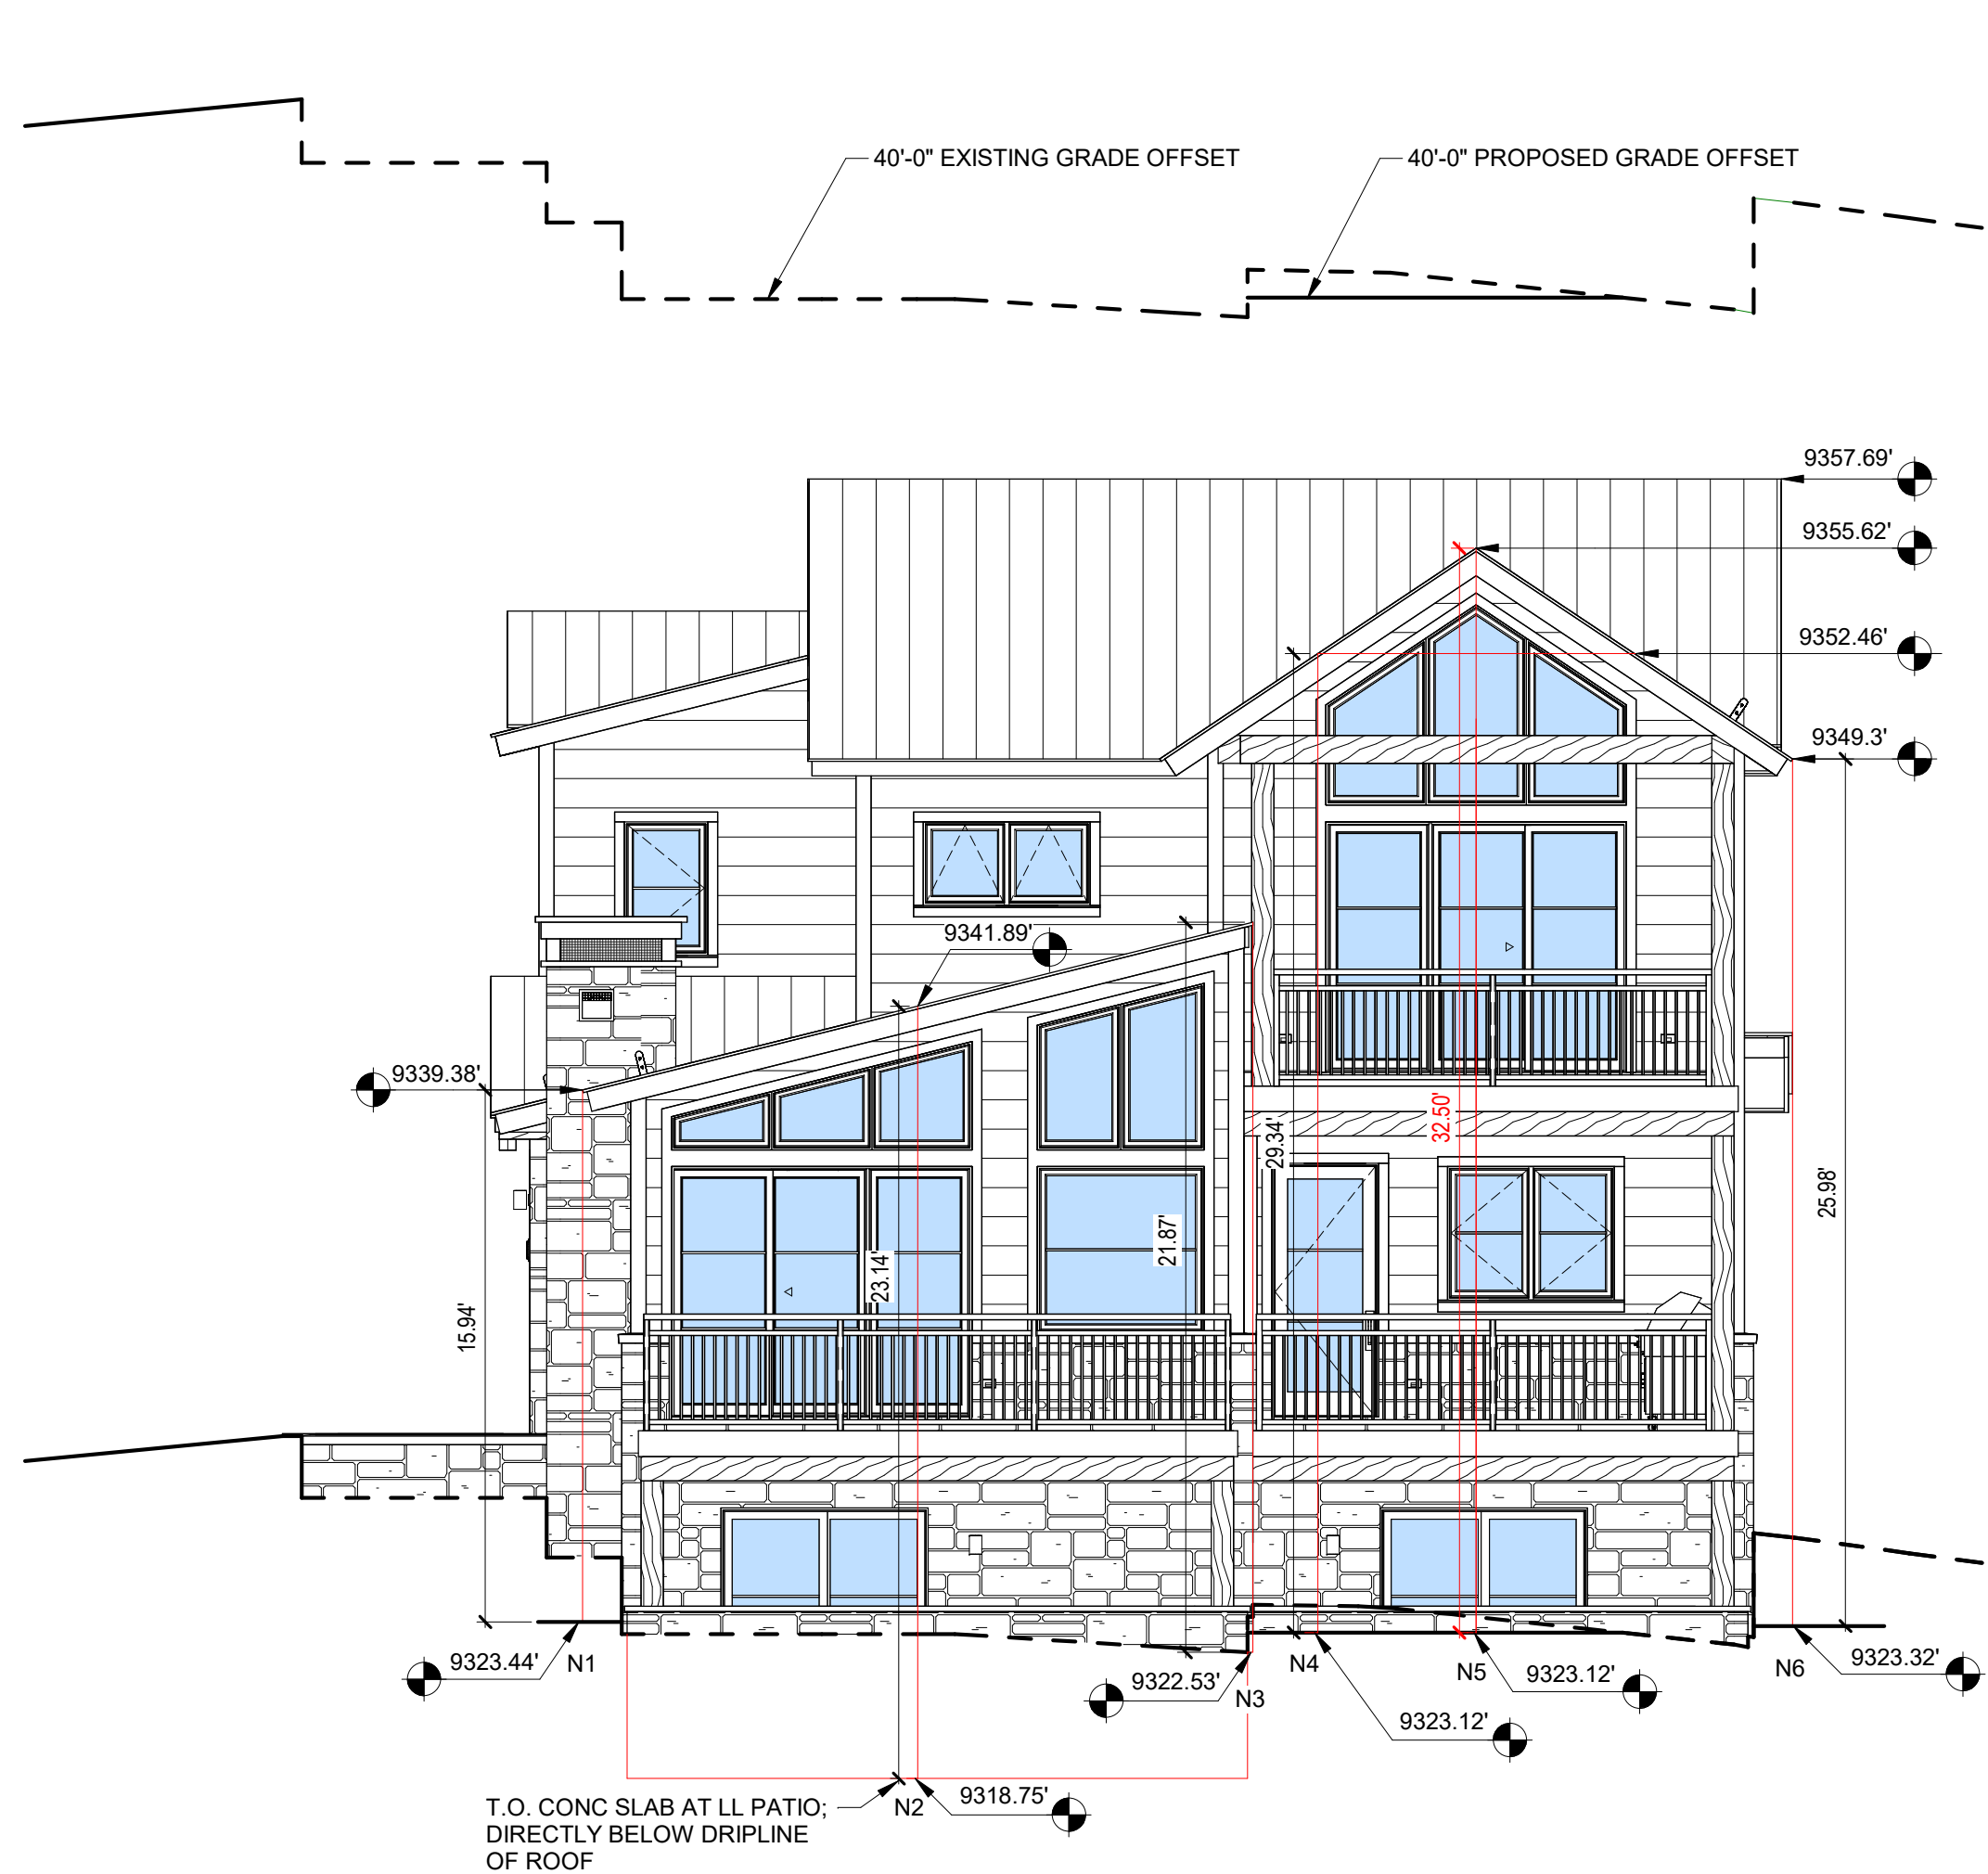 40'-0" EXISTING GRADE OFFSET
40'-0" PROPOSED GRADE OFFSET
9357.69'
9355.62'
9352.46'
9349.3'
9341.89'
9339.38'
32.50'
29.34'
25.98'
21.87'
23.14'
15.94'
9323.44'
N1
9322.53'
N3
N4
N5
9323.12'
N6
9323.32'
9323.12'
N2
9318.75'
T.O. CONC SLAB AT LL PATIO;
DIRECTLY BELOW DRIPLINE
OF ROOF